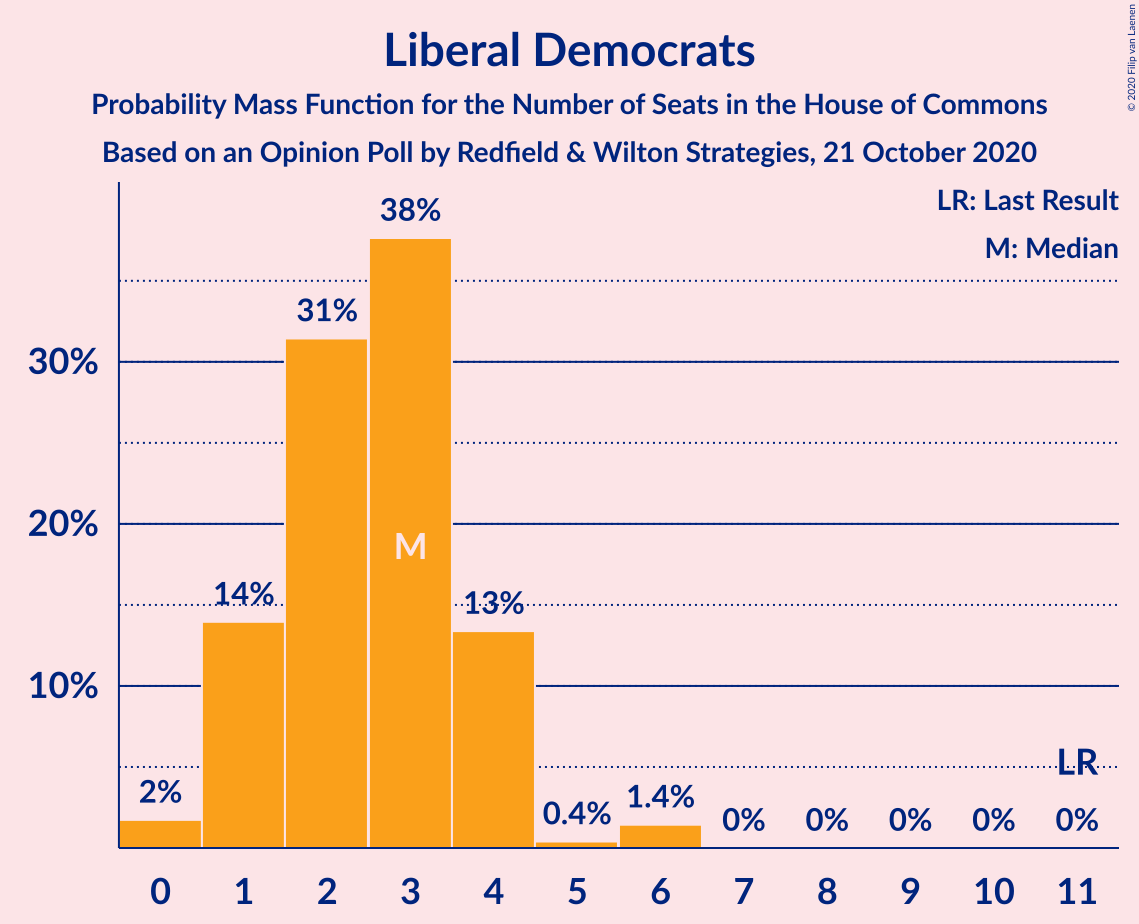 Liberal Democrats
Probability Mass Function for the Number of Seats in the House of Commons
Based on an Opinion Poll by Redfield & Wilton Strategies, 21 October 2020
© 2020 Filip van Laenen
LR: Last Result
M: Median
38%
31%
30%
20%
M
14%
13%
10%
LR
2%
0.4%
1.4%
0%
0%
0%
0%
0%
0 1 2 3 4 5 6 7 8 9 10 11